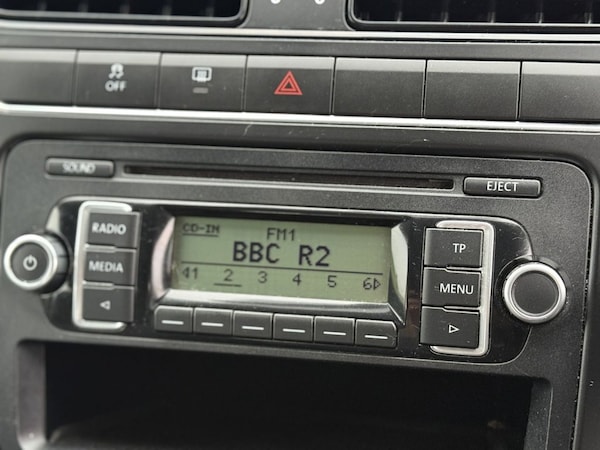 OFF
SOUND
EJECT
RADIO
MEDIA
CD-IN
FM1
BBC R2
◁1 2 3 4 5 6▷
TP
MENU